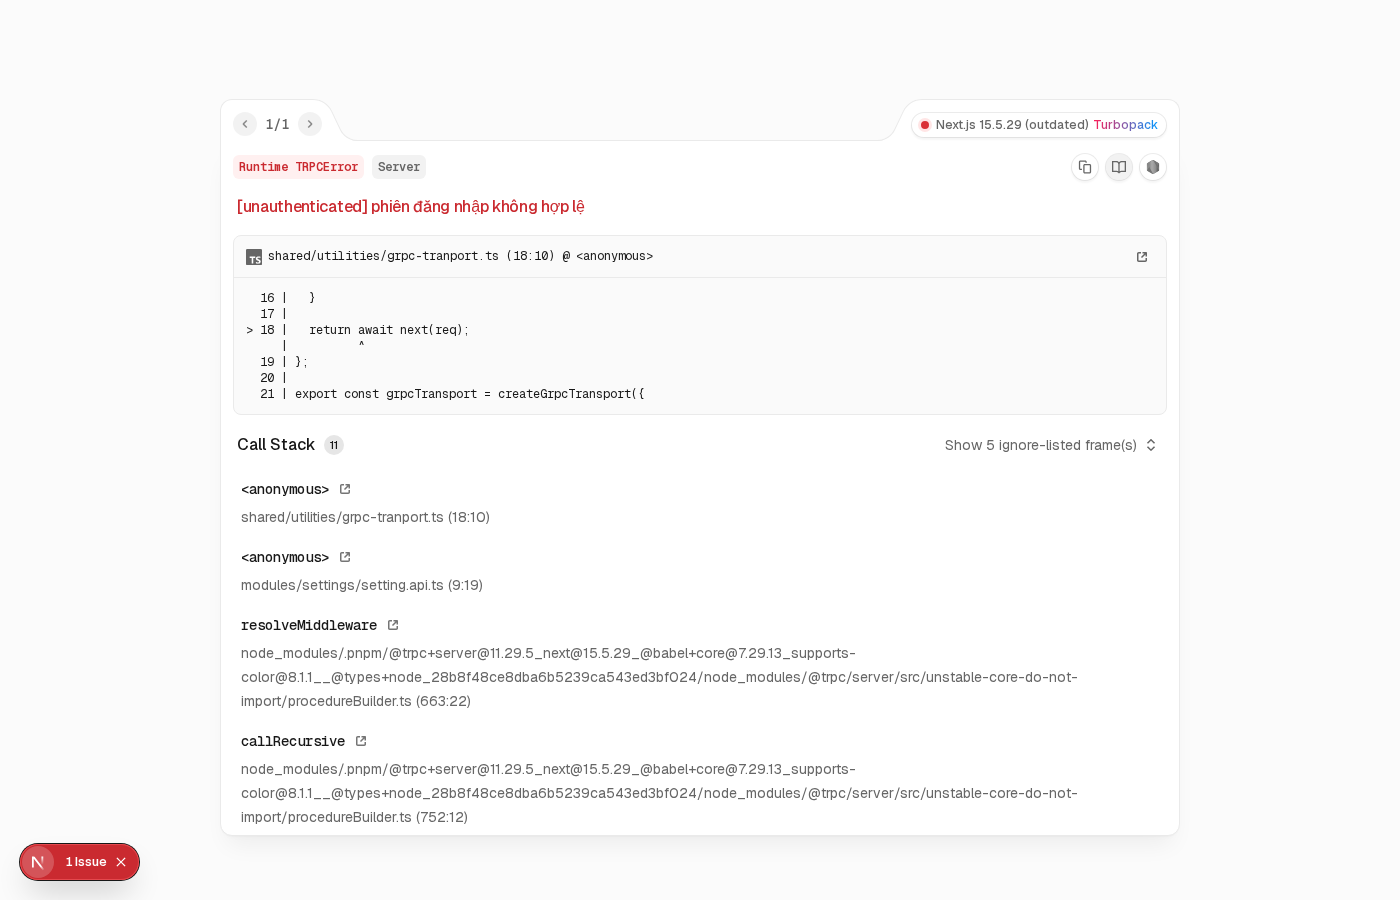 1/1
Next.js 15.5.29 (outdated) Turbopack
Runtime TRPCError Server
[unauthenticated] phiên đăng nhập không hợp lệ
TS shared/utilities/grpc-tranport.ts (18:10) @ <anonymous>
16 | }
17 |
> 18 | return await next(req);
| ^
19 | };
20 |
21 | export const grpcTransport = createGrpcTransport({
Call Stack 11
Show 5 ignore-listed frame(s)
<anonymous>
shared/utilities/grpc-tranport.ts (18:10)
<anonymous>
modules/settings/setting.api.ts (9:19)
resolveMiddleware
node_modules/.pnpm/@trpc+server@11.29.5_next@15.5.29_@babel+core@7.29.13_supports-
color@8.1.1__@types+node_28b8f48ce8dba6b5239ca543ed3bf024/node_modules/@trpc/server/src/unstable-core-do-not-
import/procedureBuilder.ts (663:22)
callRecursive
node_modules/.pnpm/@trpc+server@11.29.5_next@15.5.29_@babel+core@7.29.13_supports-
color@8.1.1__@types+node_28b8f48ce8dba6b5239ca543ed3bf024/node_modules/@trpc/server/src/unstable-core-do-not-
import/procedureBuilder.ts (752:12)
N 1 Issue